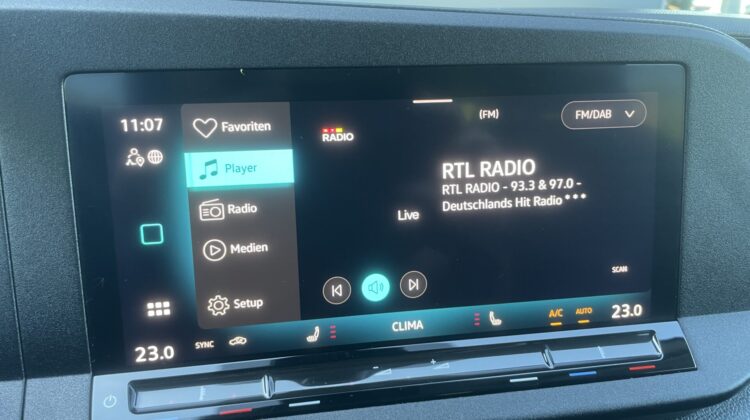 11:07
Favoriten
Player
Radio
Medien
Setup
RTL
RADIO
(FM)
FM/DAB
RTL RADIO
RTL RADIO - 93.3 & 97.0 -
Deutschlands Hit Radio * * *
Live
SCAN
23.0
SYNC
CLIMA
A/C
AUTO
23.0
- +